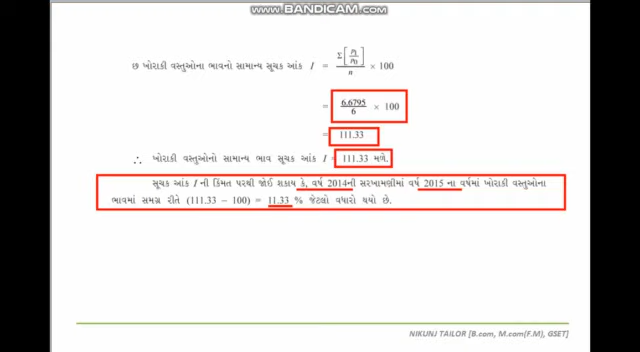 www.BANDICAM.com
છ ખોરાકી વસ્તુઓના ભાવનો સામાન્ય સૂચક આંક I = Σ[p₁/p₀]/n × 100
= 6.6795/6 × 100
= 111.33
∴ ખોરાકી વસ્તુઓનો સામાન્ય ભાવ સૂચક આંક I = 111.33 મળે.
સૂચક આંક I ની કિંમત પરથી જોઈ શકાય કે, વર્ષ 2014ની સરખામણીમાં વર્ષ 2015 ના વર્ષમાં ખોરાકી વસ્તુઓના
ભાવમાં સમગ્ર રીતે (111.33 – 100) = 11.33 % જેટલો વધારો થયો છે.
NIKUNJ TAILOR [B.com, M.com(F.M), GSET]